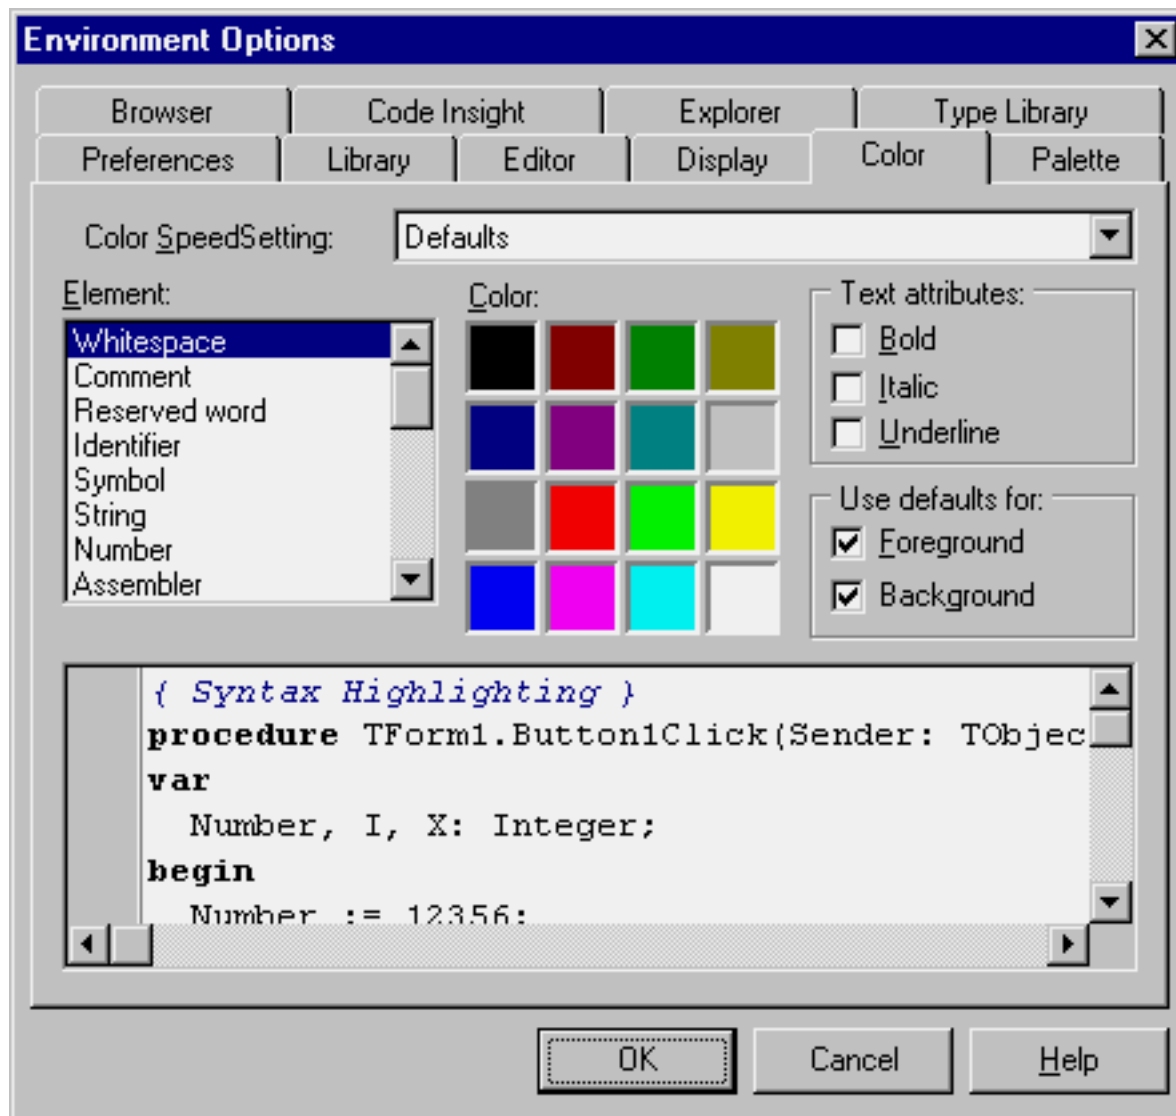 Environment Options
Browser Code Insight Explorer Type Library
Preferences Library Editor Display Color Palette
Color SpeedSetting: Defaults
Element: Color: Text attributes:
Whitespace
Comment
Reserved word
Identifier
Symbol
String
Number
Assembler
Bold
Italic
Underline
Use defaults for:
Foreground
Background
{ Syntax Highlighting }
procedure TForm1.Button1Click(Sender: TObjec
var
Number, I, X: Integer;
begin
Number := 12356;
OK Cancel Help